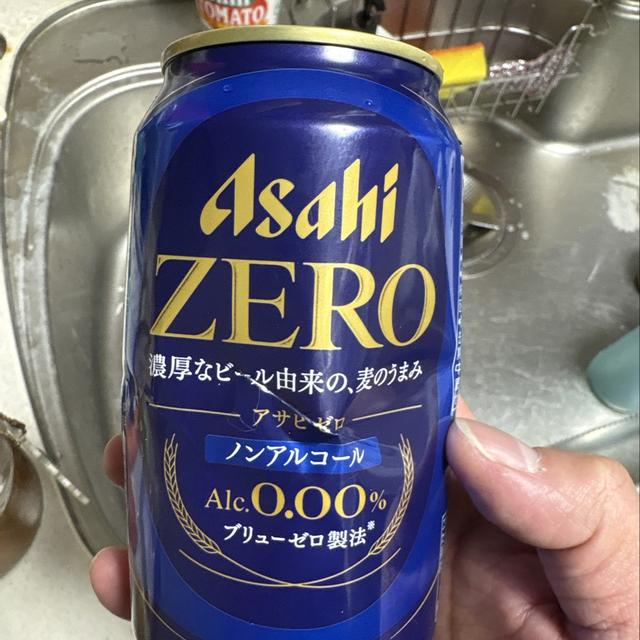 TOMATO
Asahi
ZERO
濃厚なビール由来の、麦のうまみ
アサヒゼロ
ノンアルコール
Alc.0.00%
ブリューゼロ製法※